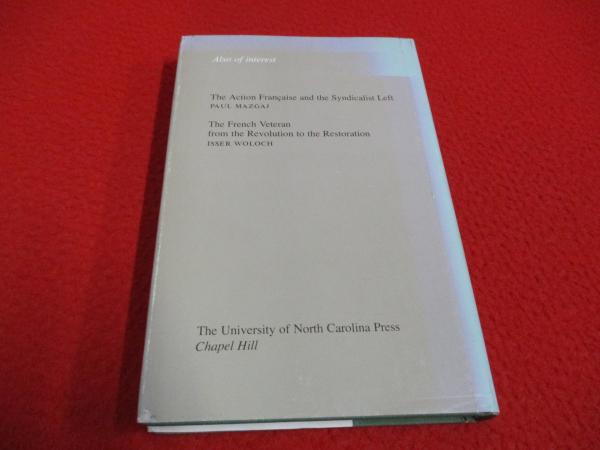 Also of interest
The Action Française and the Syndicalist Left
PAUL MAZGAJ
The French Veteran
from the Revolution to the Restoration
ISSER WOLOCH
The University of North Carolina Press
Chapel Hill